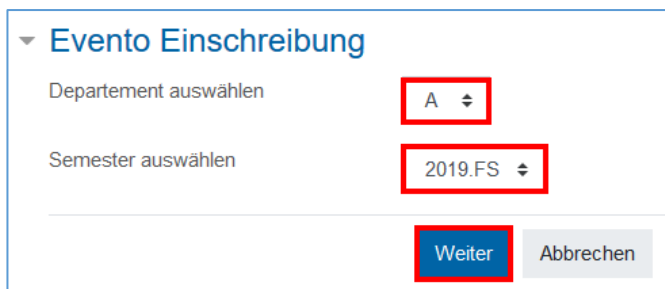 Evento Einschreibung
Departement auswählen
A
Semester auswählen
2019.FS
Weiter Abbrechen